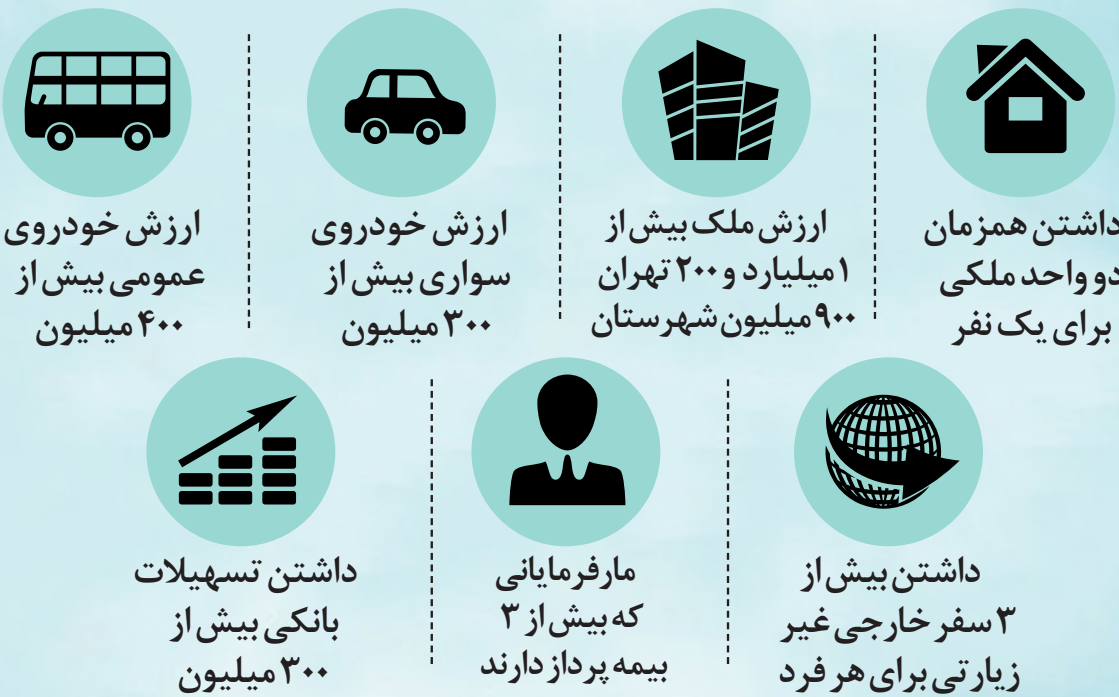 داشتن همزمان
دو واحد ملکی
برای یک نفر
ارزش ملک بیش از
۱ میلیارد و ۲۰۰ تهران
۹۰۰ میلیون شهرستان
ارزش خودروی
سواری بیش از
۳۰۰ میلیون
ارزش خودروی
عمومی بیش از
۴۰۰ میلیون
داشتن بیش از
۳ سفر خارجی غیر
زیارتی برای هر فرد
مارفرمایانی
که بیش از ۳
بیمه پرداز دارند
داشتن تسهیلات
بانکی بیش از
۳۰۰ میلیون